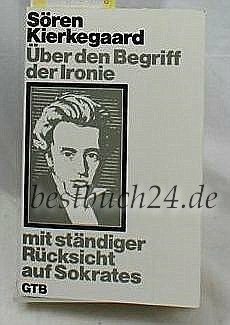 Sören
Kierkegaard
Über den Begriff
der Ironie
bestbuch24.de
mit ständiger
Rücksicht
auf Sokrates
GTB